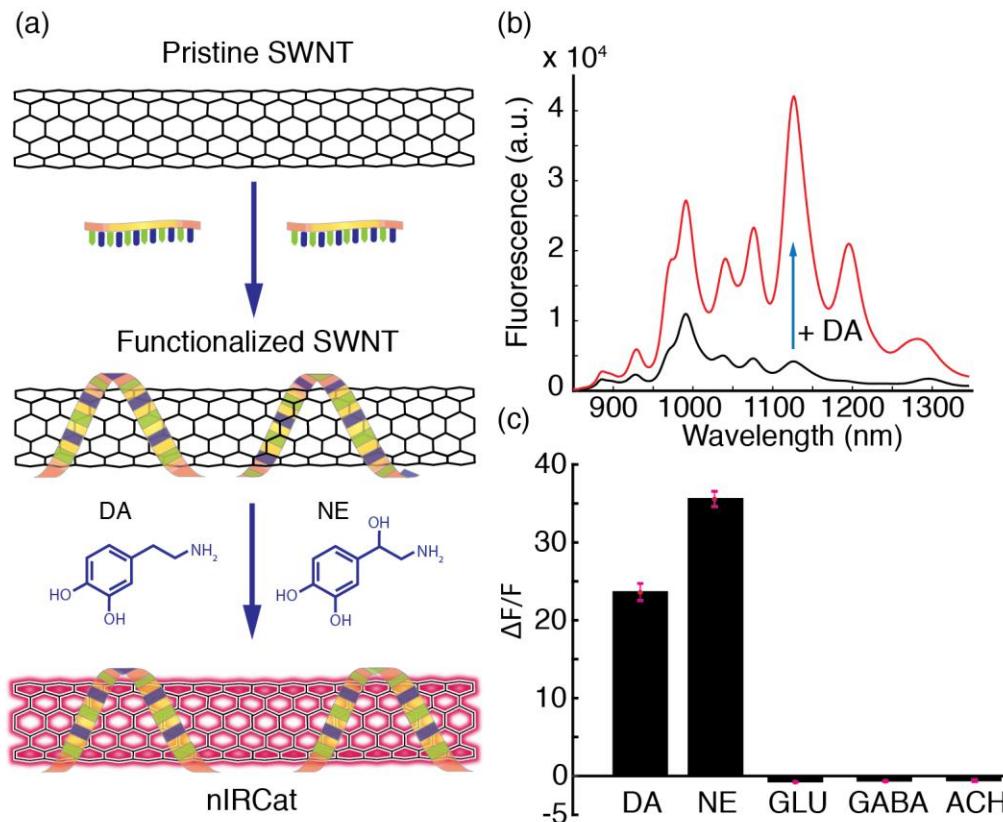 (a)
Pristine SWNT
Functionalized SWNT
DA
NE
NH₂
HO
OH
OH
NH₂
HO
OH
nIRCat
(b)
x 10⁴
4
3
2
1
0
Fluorescence (a.u.)
+ DA
900 1000 1100 1200 1300
Wavelength (nm)
(c)
40
35
20
10
0
-5
ΔF/F
DA NE GLU GABA ACH